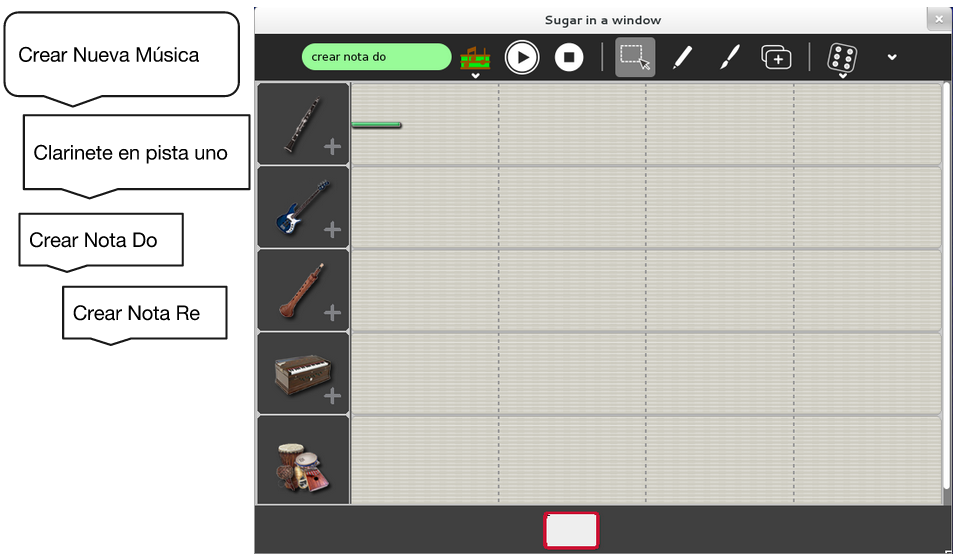 Crear Nueva Música
Clarinete en pista uno
Crear Nota Do
Crear Nota Re
Sugar in a window
crear nota do